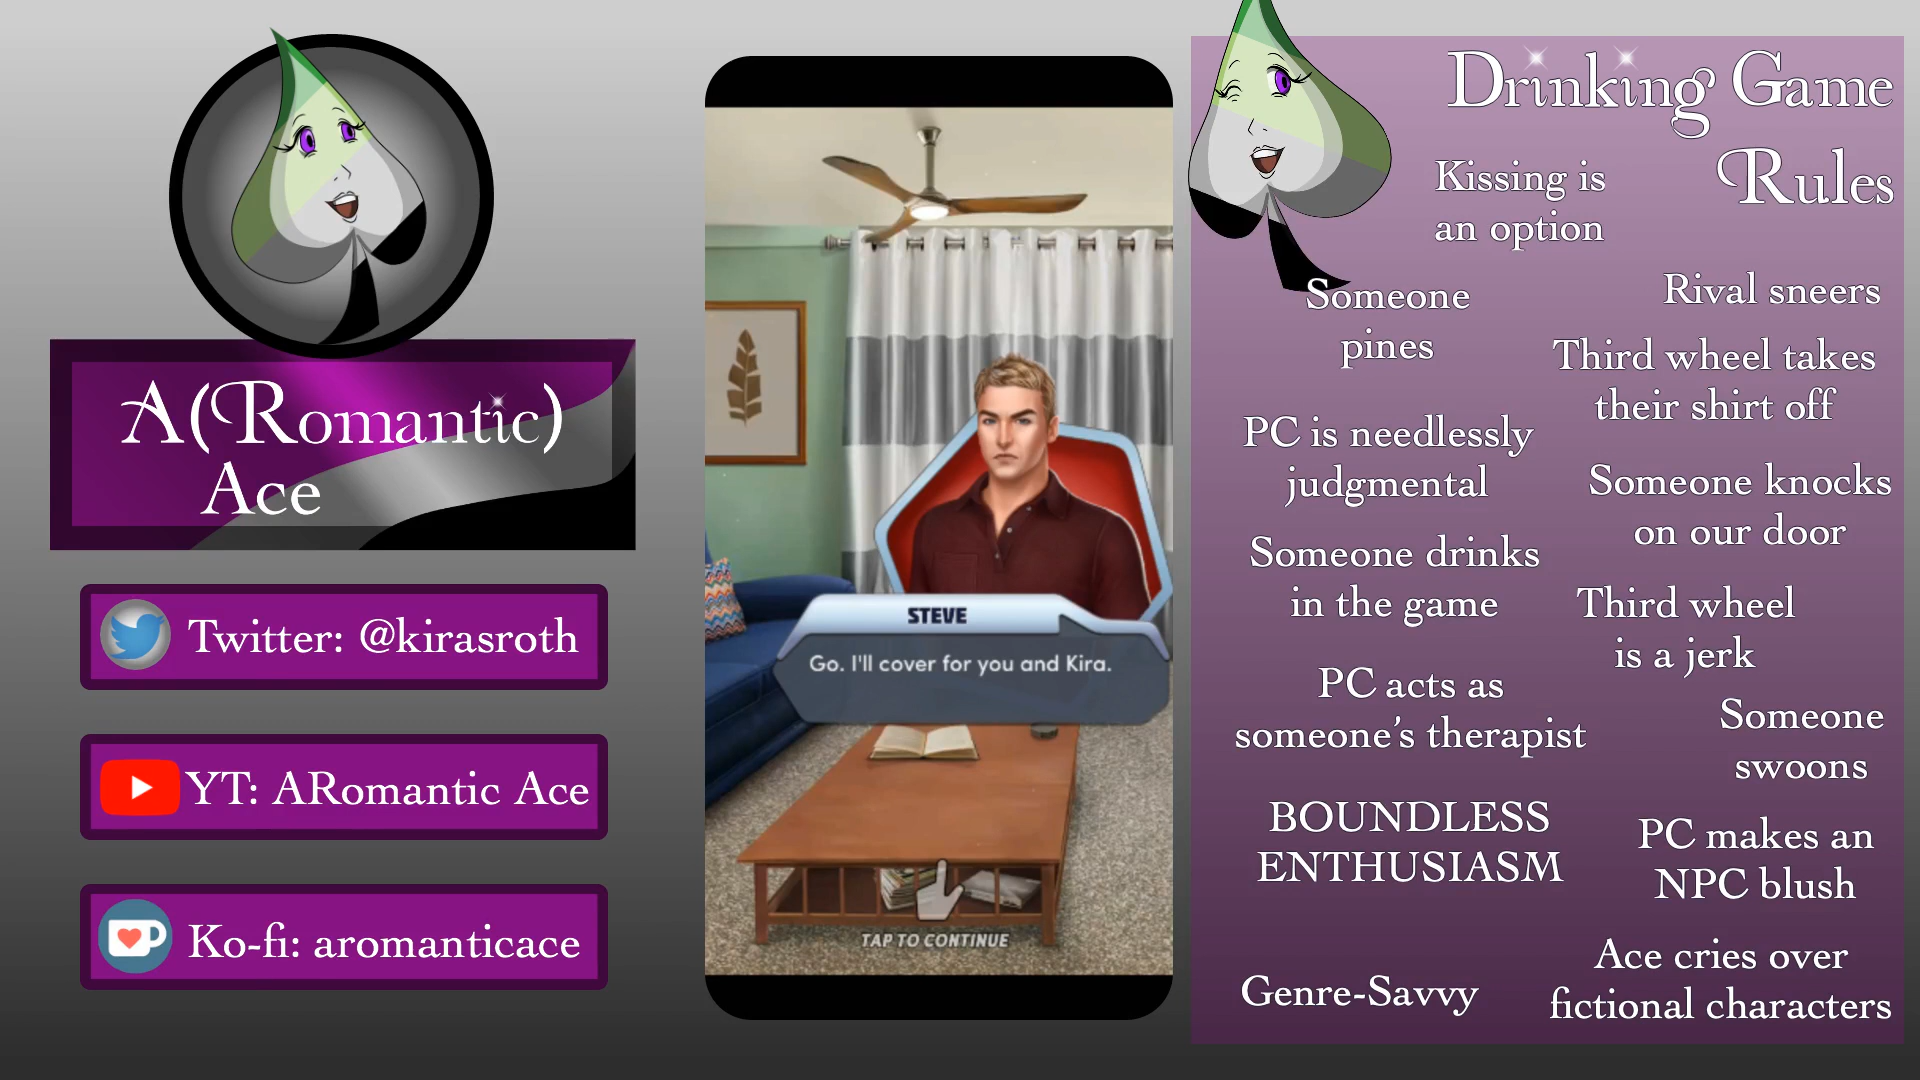 A(Romantic)
Ace
Twitter: @kirasroth
YT: ARomantic Ace
Ko-fi: aromanticace
STEVE
Go. I'll cover for you and Kira.
TAP TO CONTINUE
Drinking Game
Rules
Kissing is
an option
Someone
pines
Rival sneers
Third wheel takes
their shirt off
PC is needlessly
judgmental
Someone knocks
on our door
Someone drinks
in the game
Third wheel
is a jerk
PC acts as
someone's therapist
Someone
swoons
BOUNDLESS
ENTHUSIASM
PC makes an
NPC blush
Genre-Savvy
Ace cries over
fictional characters